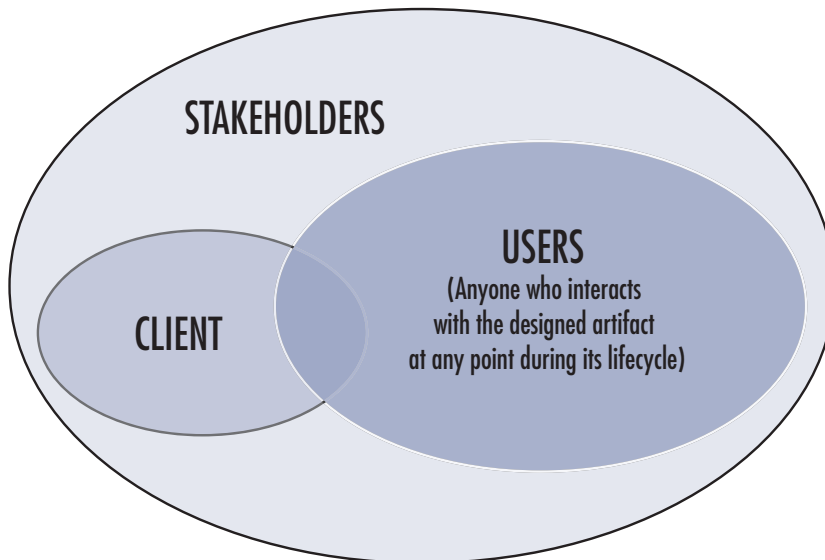 STAKEHOLDERS
USERS
(Anyone who interacts
with the designed artifact
at any point during its lifecycle)
CLIENT